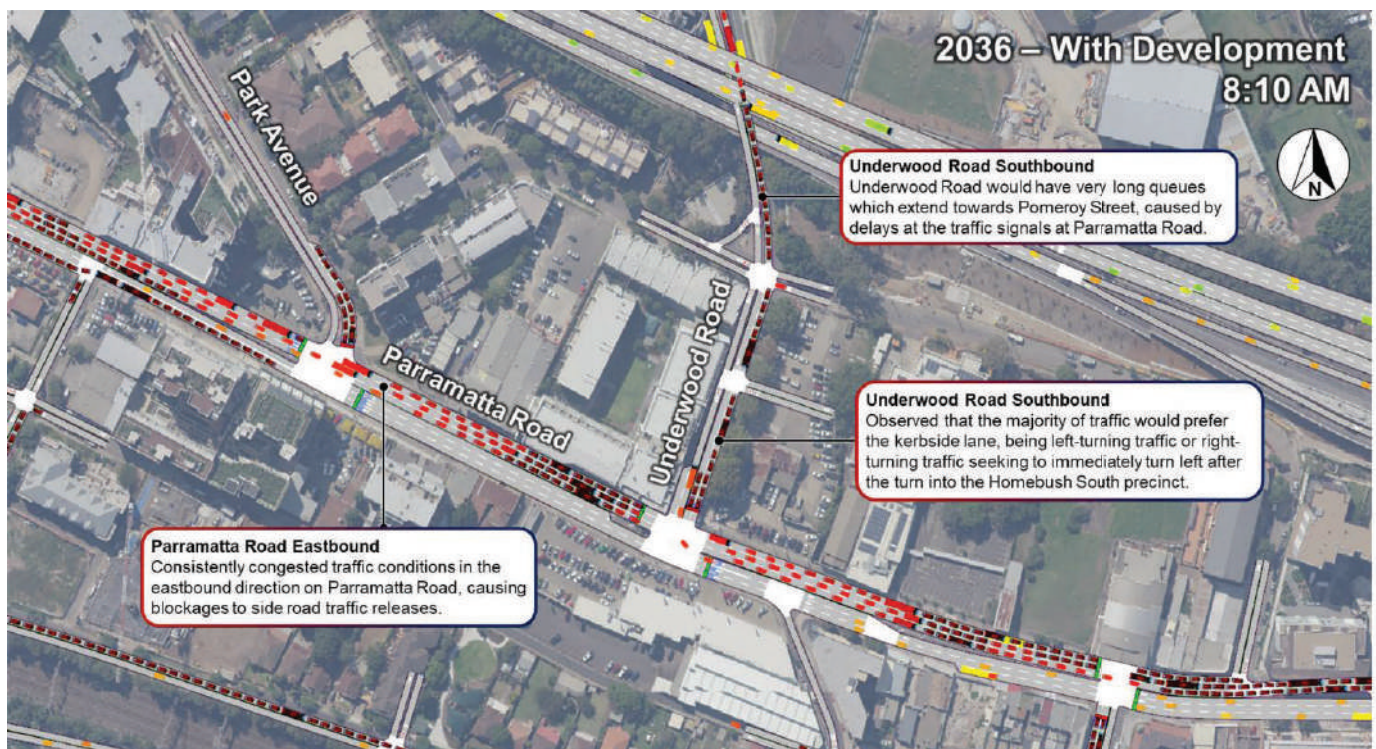 2036 – With Development
8:10 AM
N
Park Avenue
Underwood Road Southbound
Underwood Road would have very long queues
which extend towards Pomeroy Street, caused by
delays at the traffic signals at Parramatta Road.
Parramatta Road
Underwood Road
Underwood Road Southbound
Observed that the majority of traffic would prefer
the kerbside lane, being left-turning traffic or right-
turning traffic seeking to immediately turn left after
the turn into the Homebush South precinct.
Parramatta Road Eastbound
Consistently congested traffic conditions in the
eastbound direction on Parramatta Road, causing
blockages to side road traffic releases.